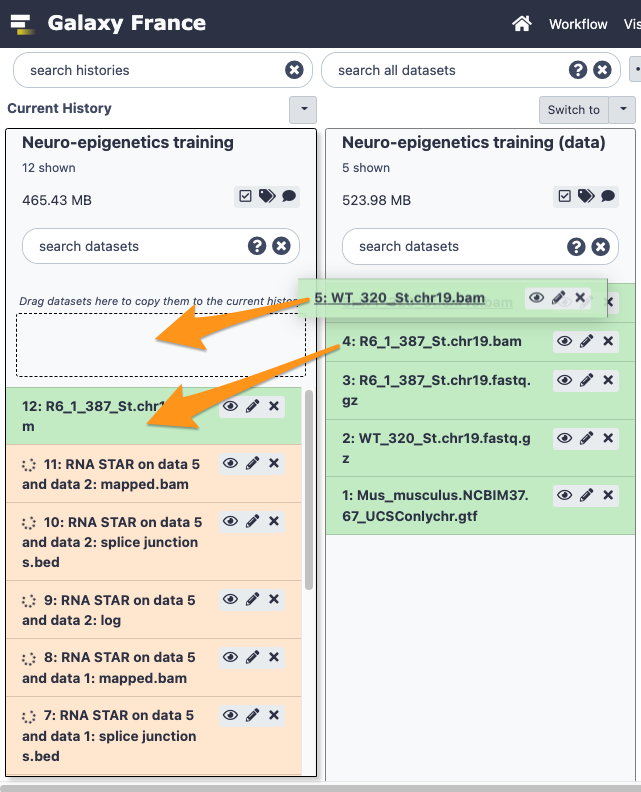 Galaxy France
Workflow
Vis
search histories
search all datasets
Current History
Switch to
Neuro-epigenetics training
12 shown
465.43 MB
search datasets
Drag datasets here to copy them to the current history
12: R6_1_387_St.chr1
m
11: RNA STAR on data 5
and data 2: mapped.bam
10: RNA STAR on data 5
and data 2: splice junction
s.bed
9: RNA STAR on data 5
and data 2: log
8: RNA STAR on data 5
and data 1: mapped.bam
7: RNA STAR on data 5
and data 1: splice junction
s.bed
Neuro-epigenetics training (data)
5 shown
523.98 MB
search datasets
5: WT_320_St.chr19.bam
4: R6_1_387_St.chr19.bam
3: R6_1_387_St.chr19.fastq.
gz
2: WT_320_St.chr19.fastq.g
z
1: Mus_musculus.NCBIM37.
67_UCSConlychr.gtf